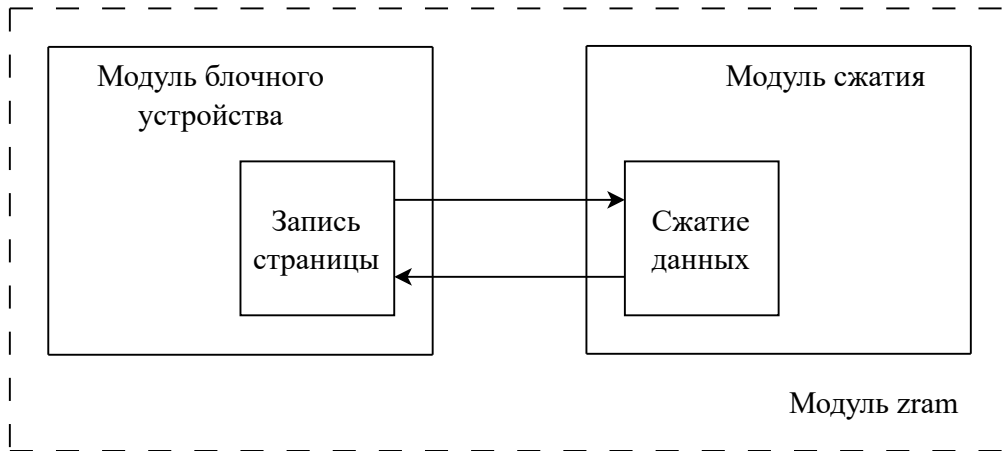 Модуль блочного
устройства
Модуль сжатия
Запись
страницы
Сжатие
данных
Модуль zram